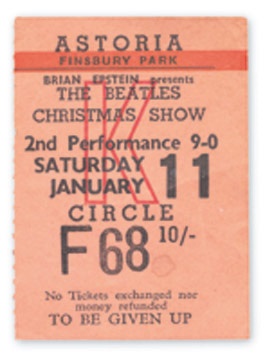 ASTORIA
FINSBURY PARK
BRIAN EPSTEIN presents
THE BEATLES
CHRISTMAS SHOW
K
2nd Performance 9-0
SATURDAY
JANUARY 11
CIRCLE
F 68 10/-
No Tickets exchanged nor
money refunded
TO BE GIVEN UP